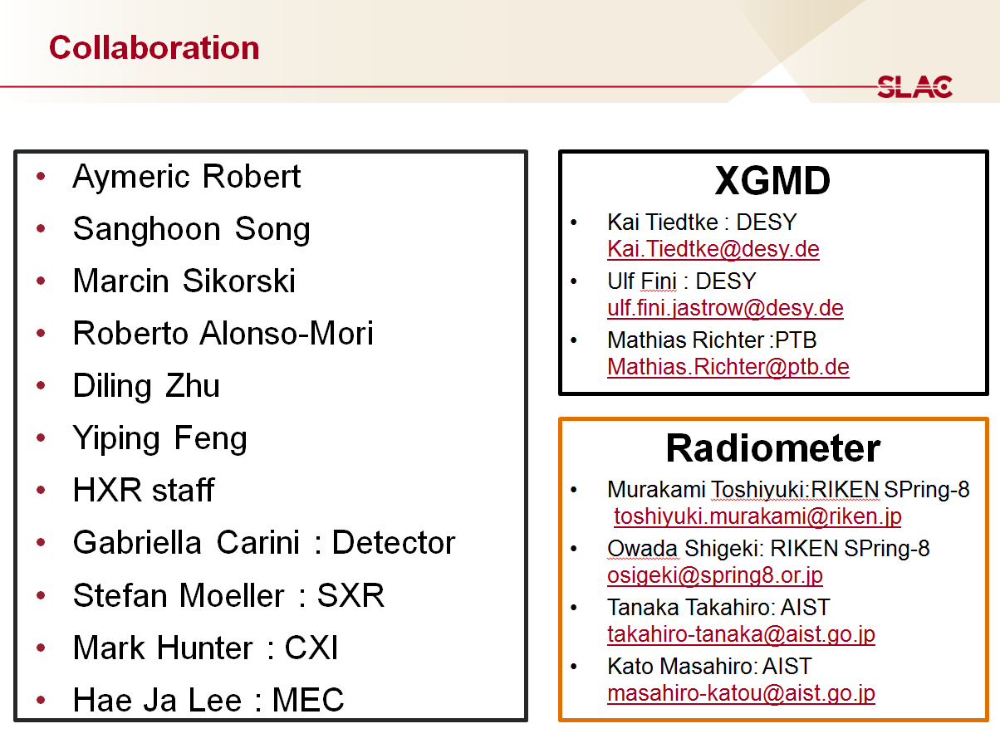 Collaboration
SLAC
• Aymeric Robert
• Sanghoon Song
• Marcin Sikorski
• Roberto Alonso-Mori
• Diling Zhu
• Yiping Feng
• HXR staff
• Gabriella Carini : Detector
• Stefan Moeller : SXR
• Mark Hunter : CXI
• Hae Ja Lee : MEC
XGMD
• Kai Tiedtke : DESY
Kai.Tiedtke@desy.de
• Ulf Fini : DESY
ulf.fini.jastrow@desy.de
• Mathias Richter :PTB
Mathias.Richter@ptb.de
Radiometer
• Murakami Toshiyuki:RIKEN SPring-8
toshiyuki.murakami@riken.jp
• Owada Shigeki: RIKEN SPring-8
osigeki@spring8.or.jp
• Tanaka Takahiro: AIST
takahiro-tanaka@aist.go.jp
• Kato Masahiro: AIST
masahiro-katou@aist.go.jp